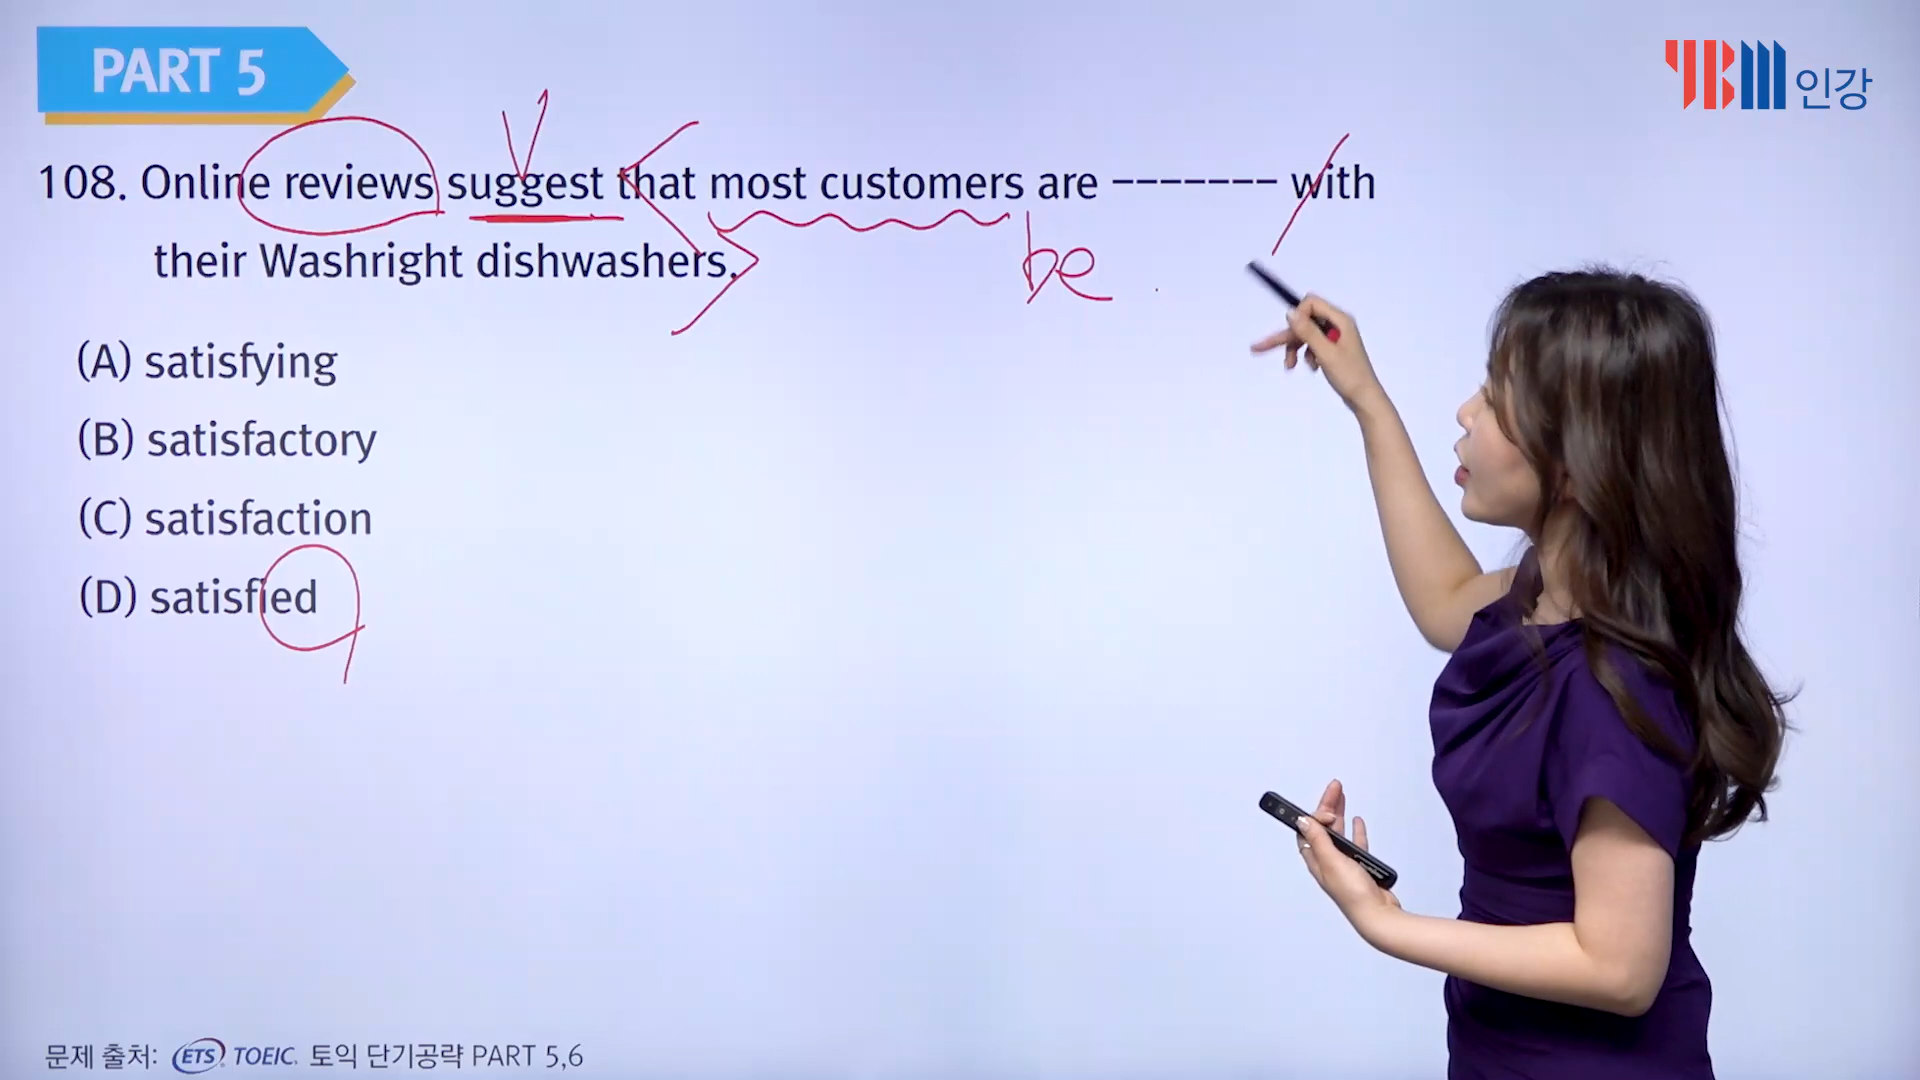 PART 5
YBM 인강
108. Online reviews suggest that most customers are ------- with
their Washright dishwashers.
be
(A) satisfying
(B) satisfactory
(C) satisfaction
(D) satisfied
문제 출처: ETS TOEIC 토익 단기공략 PART 5,6